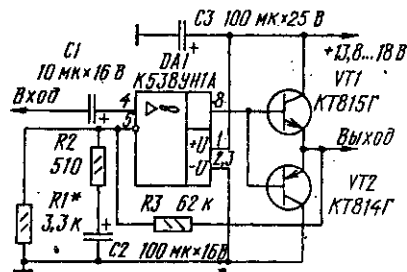 C3 100 мк×25 В
DA1
К538УН1А
C1
10 мк×16 В
+13,8...18 В
VT1
КТ815Г
Вход
4
5
8
+U
1
-U
2,3
Выход
R2
510
R1*
3,3 к
R3 62 к
VT2
КТ814Г
C2 100 мк×16В